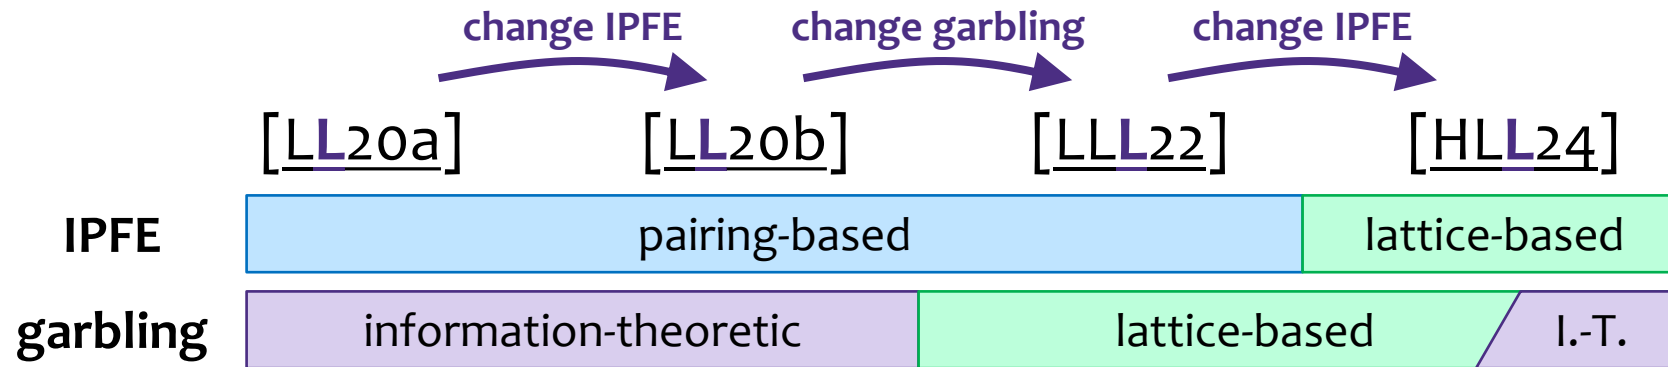 change IPFE change garbling change IPFE
[LL20a] [LL20b] [LLL22] [HLL24]
IPFE pairing-based lattice-based
garbling information-theoretic lattice-based I.-T.